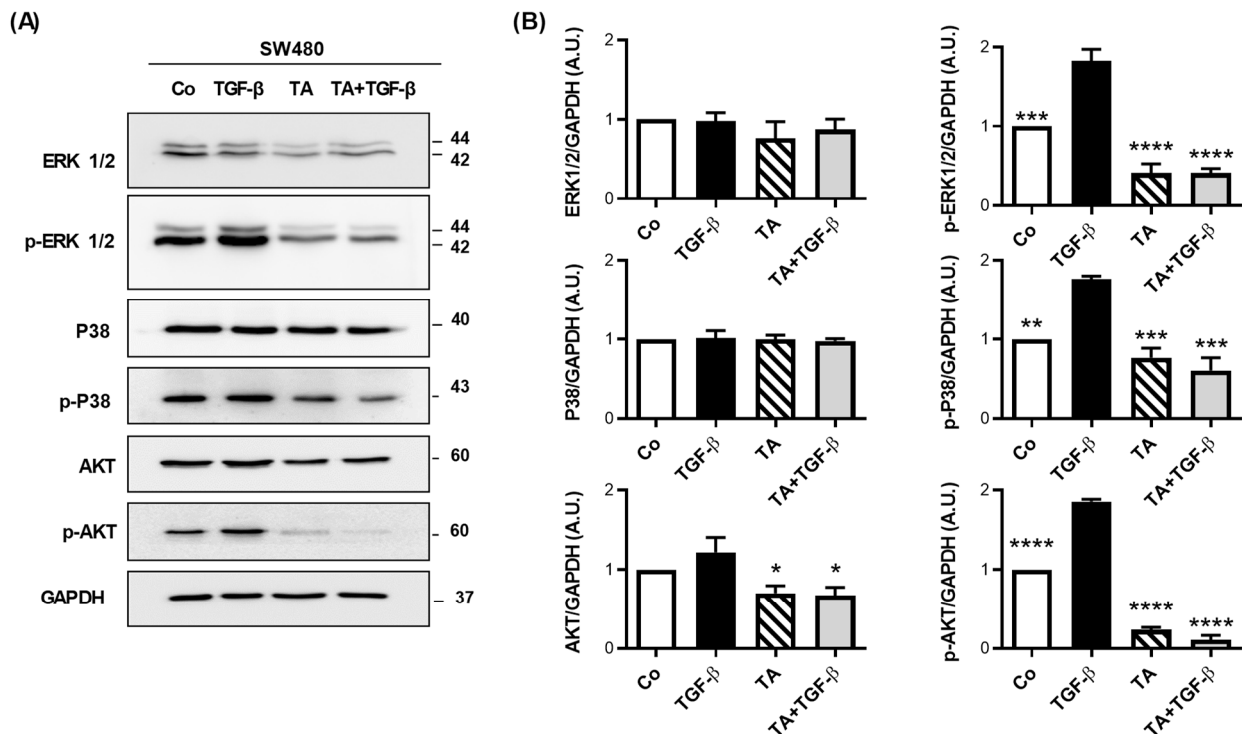 (A)
SW480
Co TGF-β TA TA+TGF-β
ERK 1/2
44
42
p-ERK 1/2
44
42
P38
40
p-P38
43
AKT
60
p-AKT
60
GAPDH
37
(B)
ERK1/2/GAPDH (A.U.)
2
1
0
Co
TGF-β
TA
TA+TGF-β
p-ERK1/2/GAPDH (A.U.)
2
1
0
***
****
****
Co
TGF-β
TA
TA+TGF-β
P38/GAPDH (A.U.)
2
1
0
Co
TGF-β
TA
TA+TGF-β
p-P38/GAPDH (A.U.)
2
1
0
**
***
***
Co
TGF-β
TA
TA+TGF-β
AKT/GAPDH (A.U.)
2
1
0
*
*
Co
TGF-β
TA
TA+TGF-β
p-AKT/GAPDH (A.U.)
2
1
0
****
****
****
Co
TGF-β
TA
TA+TGF-β